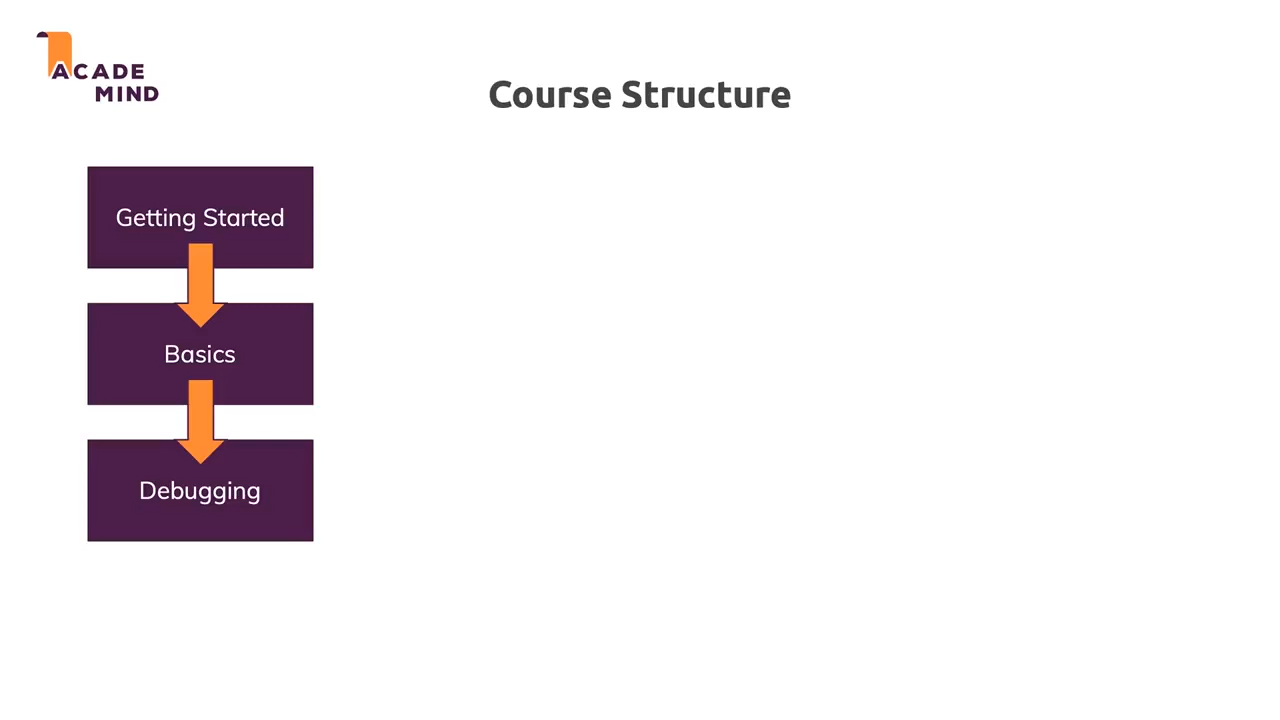 ACADE
MIND
Course Structure
Getting Started
Basics
Debugging